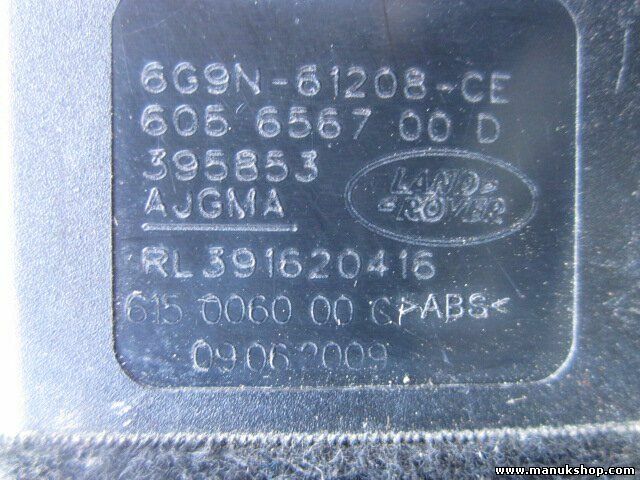 6G9N-61208-CE
605 6567 00 D
395853
AJGMA
LAND-
-ROVER
RL391620416
615 0060 00 C >ABS<
09.06.2009
www.manukshop.com